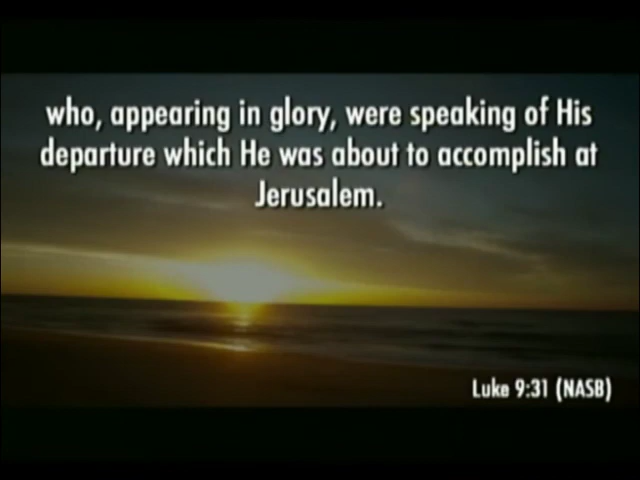 who, appearing in glory, were speaking of His
departure which He was about to accomplish at
Jerusalem.
Luke 9:31 (NASB)